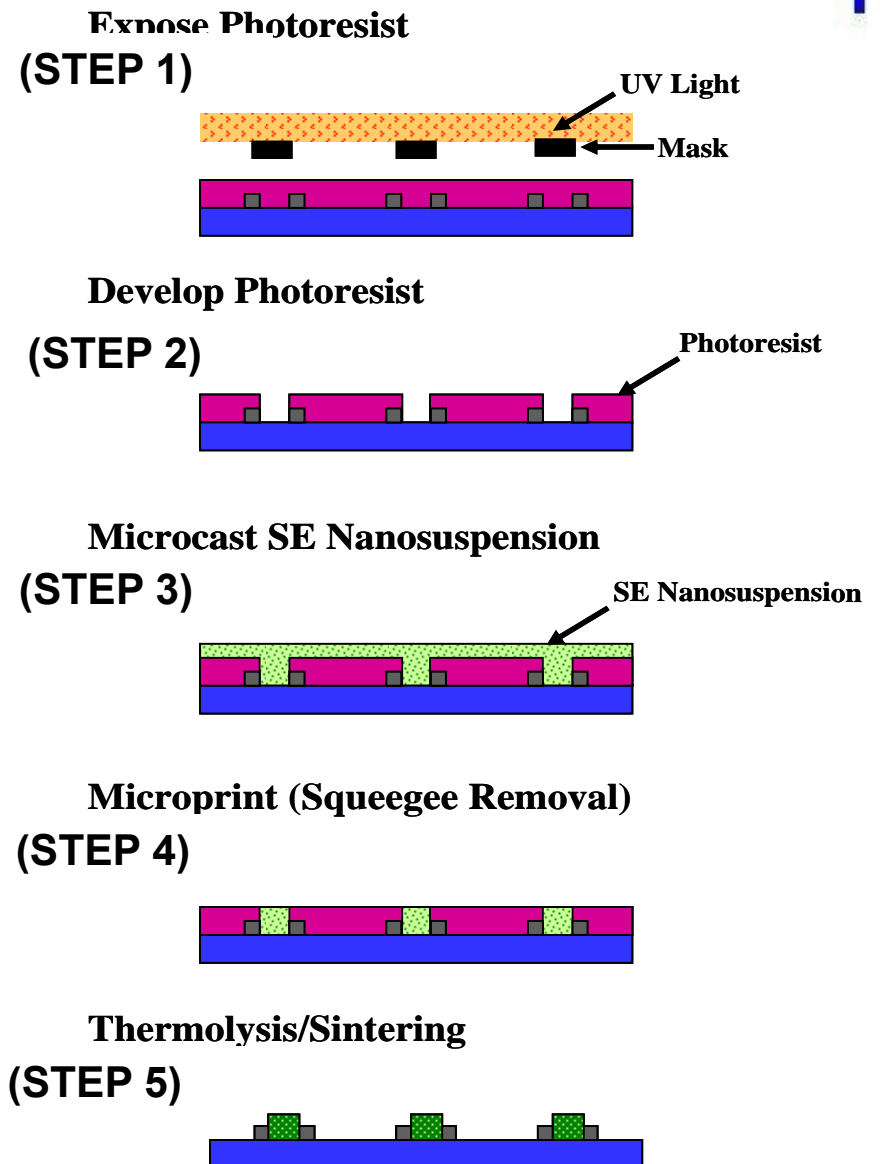 Expose Photoresist
(STEP 1)
UV Light
Mask
Develop Photoresist
(STEP 2)
Photoresist
Microcast SE Nanosuspension
(STEP 3)
SE Nanosuspension
Microprint (Squeegee Removal)
(STEP 4)
Thermolysis/Sintering
(STEP 5)